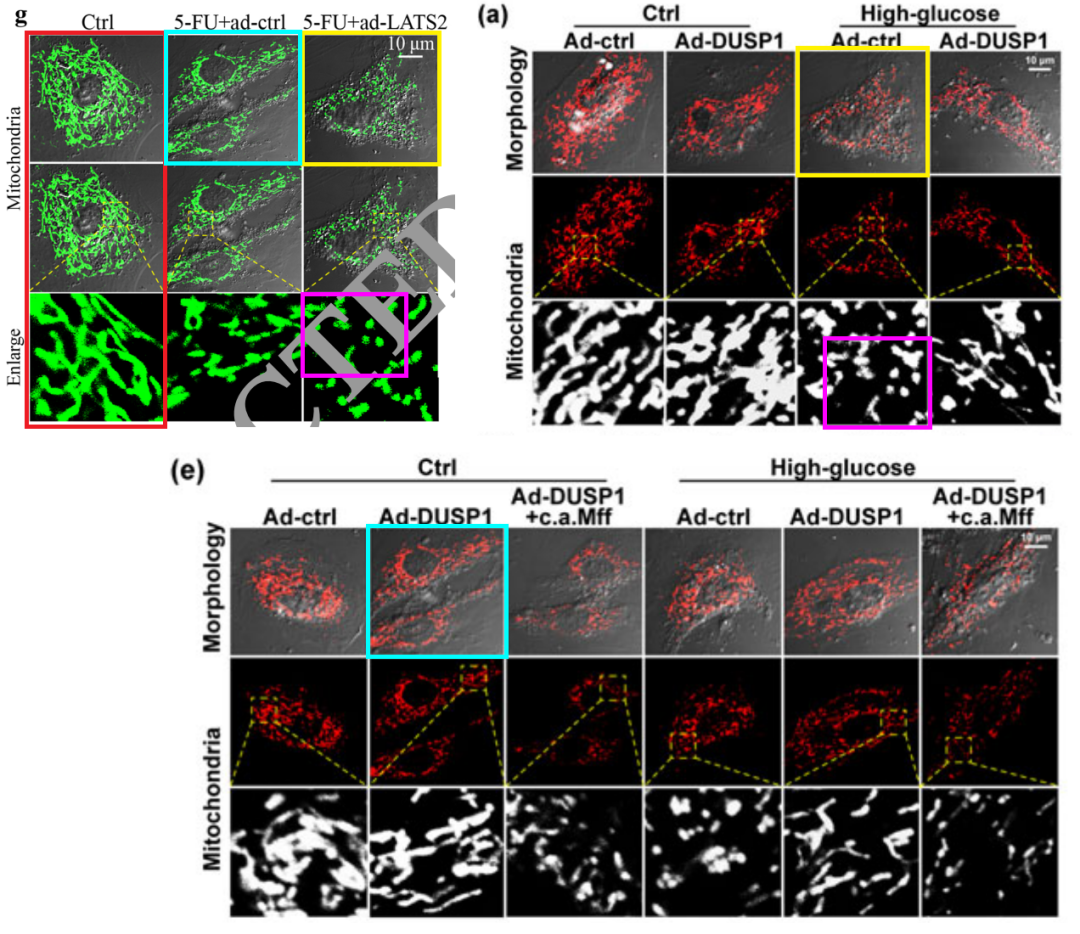 g
Ctrl 5-FU+ad-ctrl 5-FU+ad-LATS2
10 µm
Mitochondria
Enlarge
CTED
(a)
Ctrl High-glucose
Ad-ctrl Ad-DUSP1 Ad-ctrl Ad-DUSP1
10 µm
Morphology
Mitochondria
(e)
Ctrl High-glucose
Ad-ctrl Ad-DUSP1 Ad-DUSP1 +c.a.Mff Ad-ctrl Ad-DUSP1 Ad-DUSP1 +c.a.Mff
10 µm
Morphology
Mitochondria